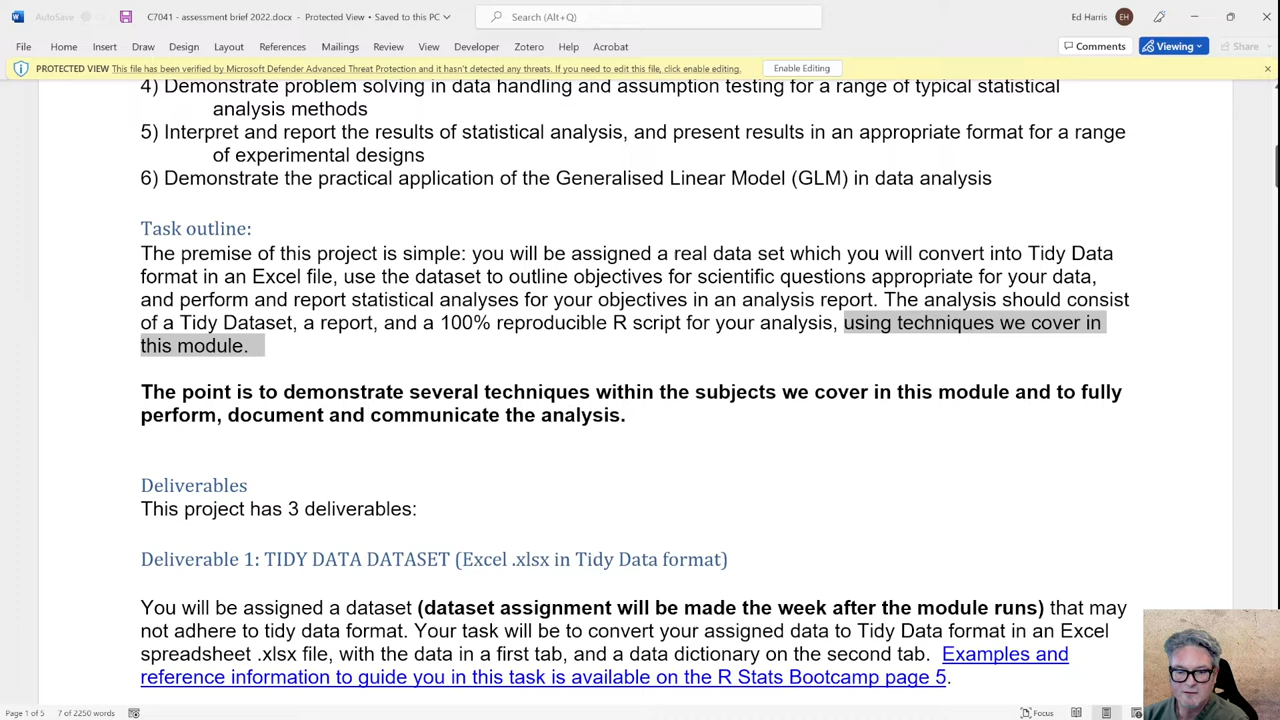 AutoSave
C7041 - assessment brief 2022.docx - Protected View • Saved to this PC
Search (Alt+Q)
Ed Harris
EH
File Home Insert Draw Design Layout References Mailings Review View Developer Zotero Help Acrobat
Comments
Viewing
Share
PROTECTED VIEW This file has been verified by Microsoft Defender Advanced Threat Protection and it hasn't detected any threats. If you need to edit this file, click enable editing.
Enable Editing
4) Demonstrate problem solving in data handling and assumption testing for a range of typical statistical
analysis methods
5) Interpret and report the results of statistical analysis, and present results in an appropriate format for a range
of experimental designs
6) Demonstrate the practical application of the Generalised Linear Model (GLM) in data analysis
Task outline:
The premise of this project is simple: you will be assigned a real data set which you will convert into Tidy Data
format in an Excel file, use the dataset to outline objectives for scientific questions appropriate for your data,
and perform and report statistical analyses for your objectives in an analysis report. The analysis should consist
of a Tidy Dataset, a report, and a 100% reproducible R script for your analysis, using techniques we cover in
this module.
The point is to demonstrate several techniques within the subjects we cover in this module and to fully
perform, document and communicate the analysis.
Deliverables
This project has 3 deliverables:
Deliverable 1: TIDY DATA DATASET (Excel .xlsx in Tidy Data format)
You will be assigned a dataset (dataset assignment will be made the week after the module runs) that may
not adhere to tidy data format. Your task will be to convert your assigned data to Tidy Data format in an Excel
spreadsheet .xlsx file, with the data in a first tab, and a data dictionary on the second tab. Examples and
reference information to guide you in this task is available on the R Stats Bootcamp page 5.
Page 1 of 5 7 of 2250 words
Focus